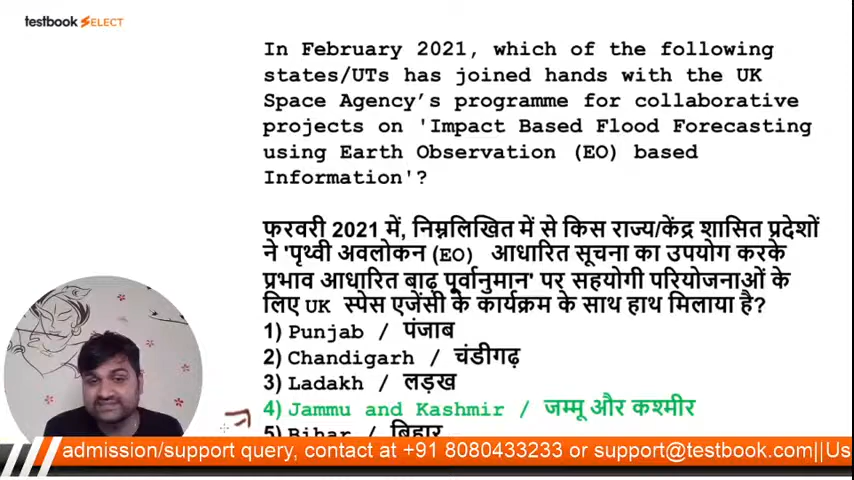 testbook SELECT
In February 2021, which of the following
states/UTs has joined hands with the UK
Space Agency’s programme for collaborative
projects on 'Impact Based Flood Forecasting
using Earth Observation (EO) based
Information'?
फरवरी 2021 में, निम्नलिखित में से किस राज्य/केंद्र शासित प्रदेशों
ने 'पृथ्वी अवलोकन (EO) आधारित सूचना का उपयोग करके
प्रभाव आधारित बाढ़ पूर्वानुमान' पर सहयोगी परियोजनाओं के
लिए UK स्पेस एजेंसी के कार्यक्रम के साथ हाथ मिलाया है?
1) Punjab / पंजाब
2) Chandigarh / चंडीगढ़
3) Ladakh / लड़ख
4) Jammu and Kashmir / जम्मू और कश्मीर
5) Bihar / बिहार
admission/support query, contact at +91 8080433233 or support@testbook.com||Us